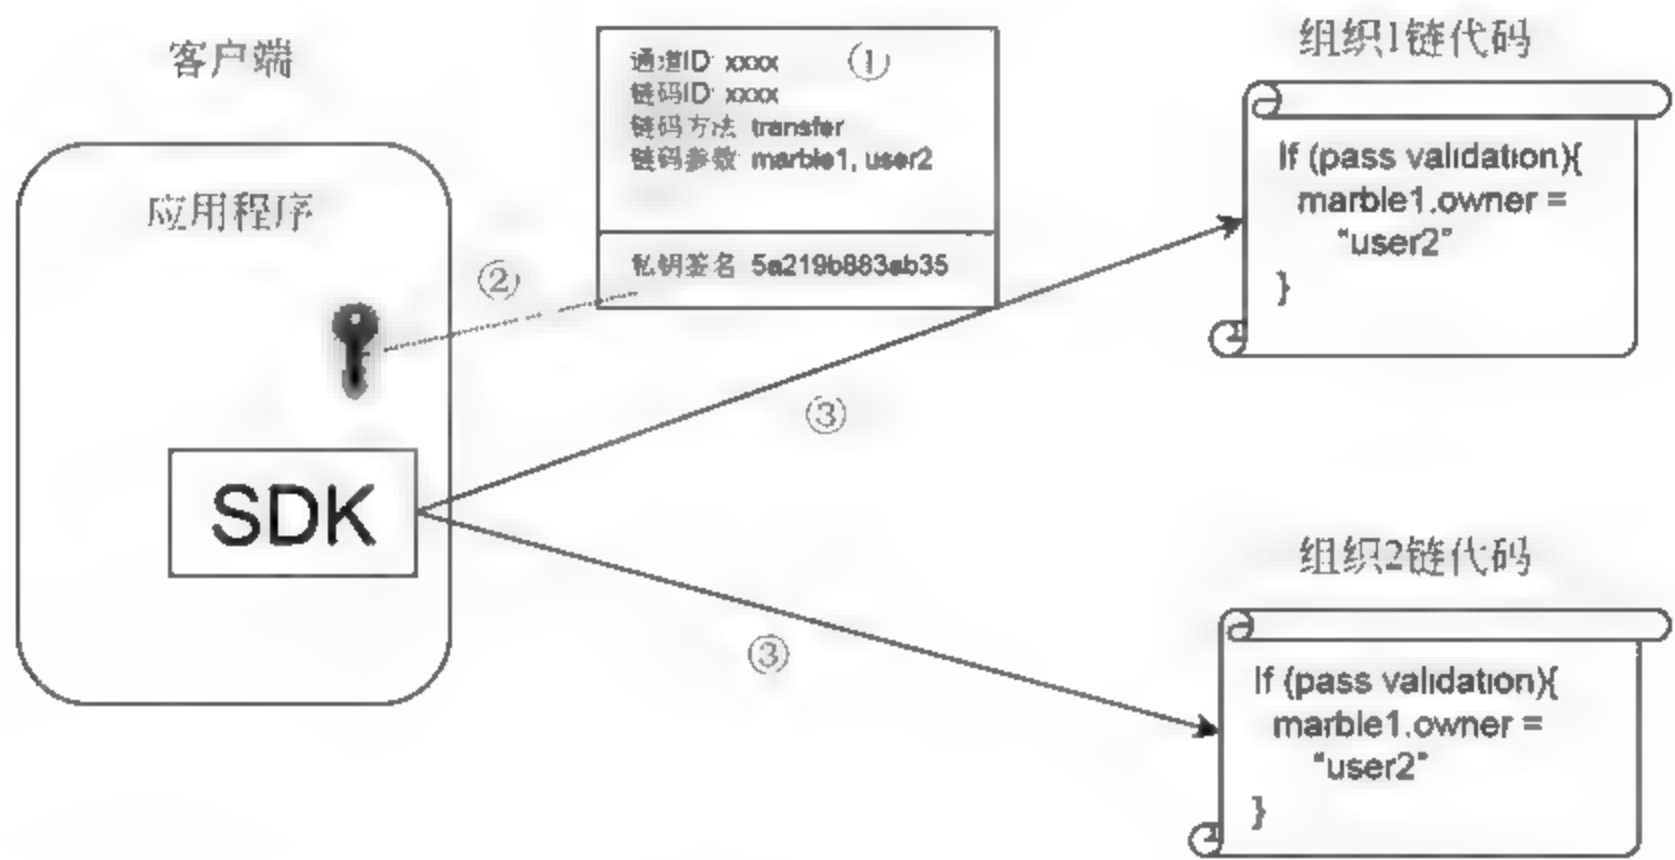 客户端
应用程序
SDK
②
通道ID: xxxx ①
链码ID: xxxx
链码方法: transfer
链码参数: marble1, user2
私钥签名: 5a219b883ab35
③
③
组织1链代码
If (pass validation){
marble1.owner =
"user2"
}
组织2链代码
If (pass validation){
marble1.owner =
"user2"
}